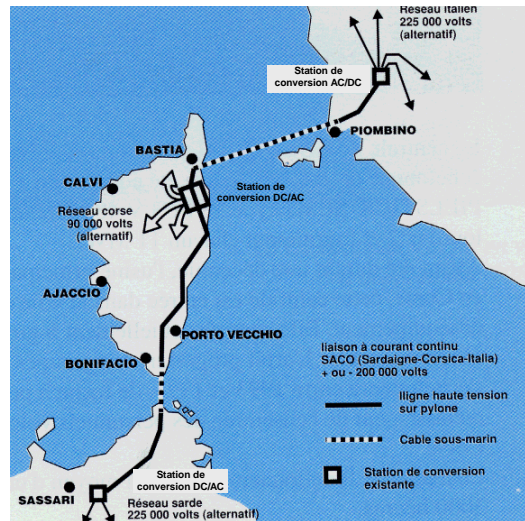 Réseau italien
225 000 volts
(alternatif)
Station de
conversion AC/DC
PIOMBINO
BASTIA
CALVI
Station de
conversion DC/AC
Réseau corse
90 000 volts
(alternatif)
AJACCIO
PORTO VECCHIO
BONIFACIO
liaison à courant continu
SACO (Sardaigne-Corsica-Italia)
+ ou - 200 000 volts
lligne haute tension
sur pylone
Cable sous-marin
Station de conversion
existante
Station de
conversion DC/AC
SASSARI
Réseau sarde
225 000 volts (alternatif)